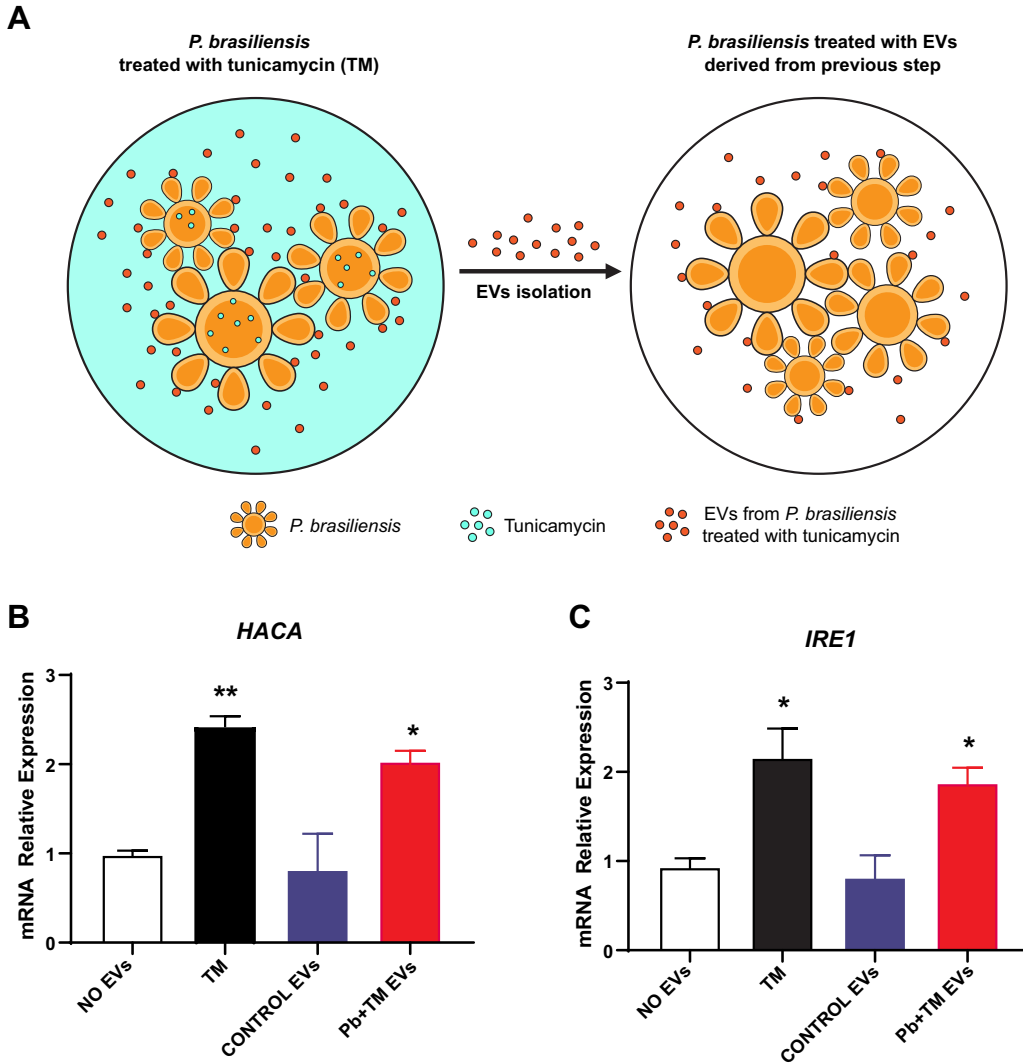 A
P. brasiliensis
treated with tunicamycin (TM)
P. brasiliensis treated with EVs
derived from previous step
EVs isolation
P. brasiliensis
Tunicamycin
EVs from P. brasiliensis
treated with tunicamycin
B
HACA
mRNA Relative Expression
3
2
1
0
**
*
NO EVs
TM
CONTROL EVs
Pb+TM EVs
C
IRE1
mRNA Relative Expression
3
2
1
0
*
*
NO EVs
TM
CONTROL EVs
Pb+TM EVs